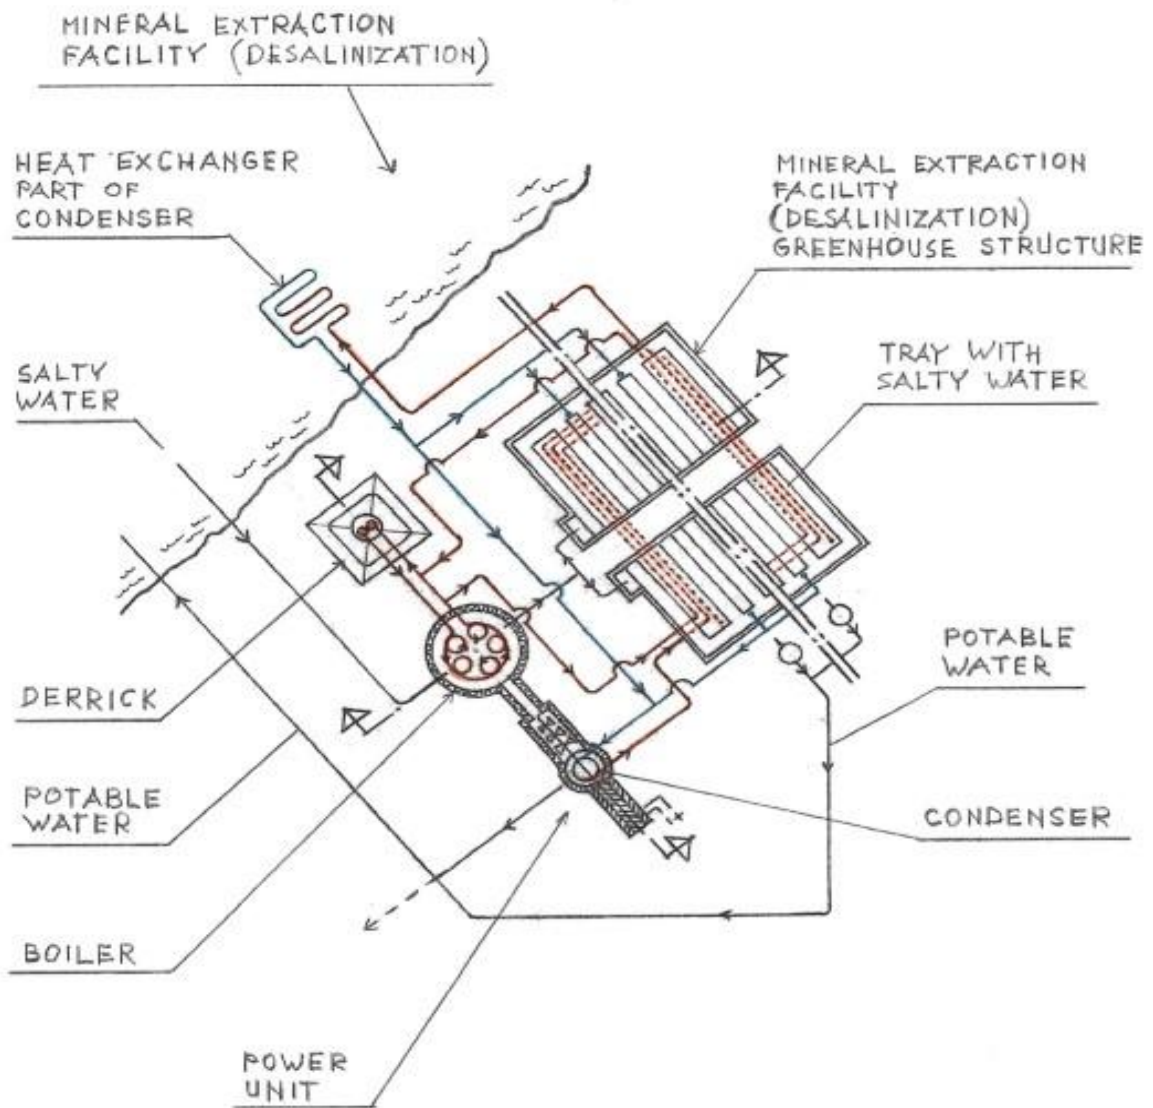 MINERAL EXTRACTION
FACILITY (DESALINIZATION)
HEAT EXCHANGER
PART OF
CONDENSER
MINERAL EXTRACTION
FACILITY
(DESALINIZATION)
GREENHOUSE STRUCTURE
SALTY
WATER
TRAY WITH
SALTY WATER
DERRICK
POTABLE
WATER
POTABLE
WATER
CONDENSER
BOILER
POWER
UNIT